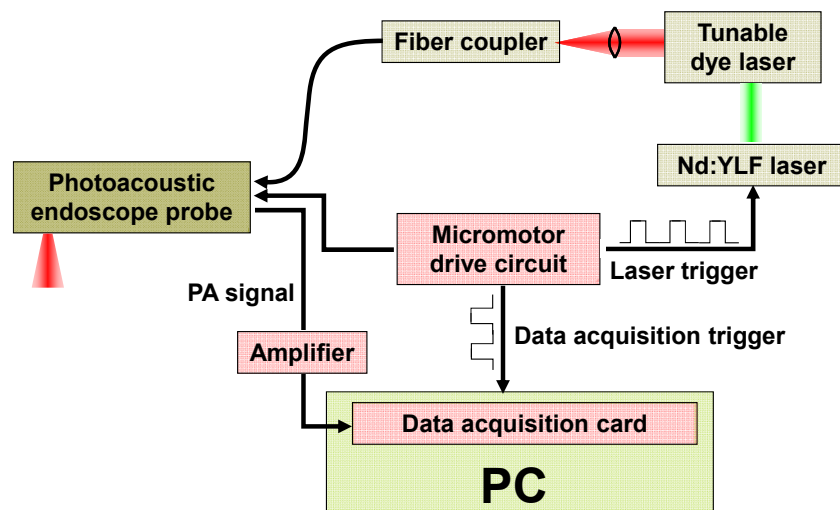 Fiber coupler
Tunable
dye laser
Nd:YLF laser
Photoacoustic
endoscope probe
Micromotor
drive circuit
Laser trigger
PA signal
Data acquisition trigger
Amplifier
Data acquisition card
PC